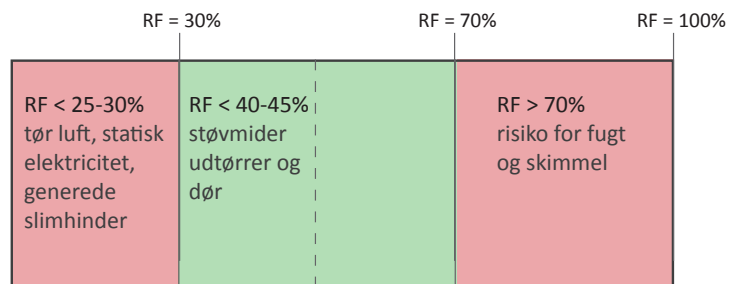 RF = 30%
RF = 70%
RF = 100%
RF < 25-30%
tør luft, statisk
elektricitet,
generede
slimhinder
RF < 40-45%
støvmider
udtørrer og
dør
RF > 70%
risiko for fugt
og skimmel